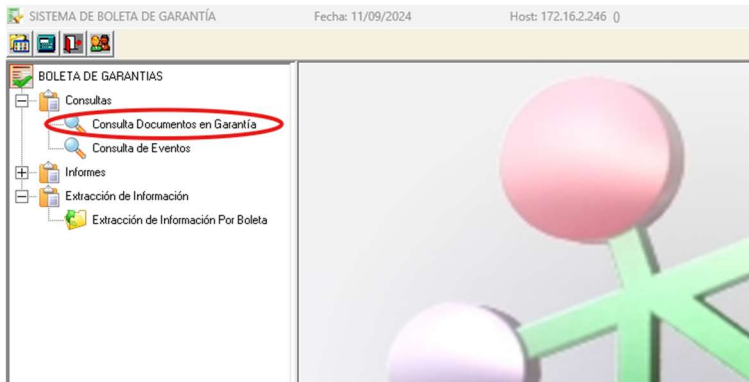 SISTEMA DE BOLETA DE GARANTÍA Fecha: 11/09/2024 Host: 172.16.2.246 ()
BOLETA DE GARANTIAS
Consultas
Consulta Documentos en Garantía
Consulta de Eventos
Informes
Extracción de Información
Extracción de Información Por Boleta